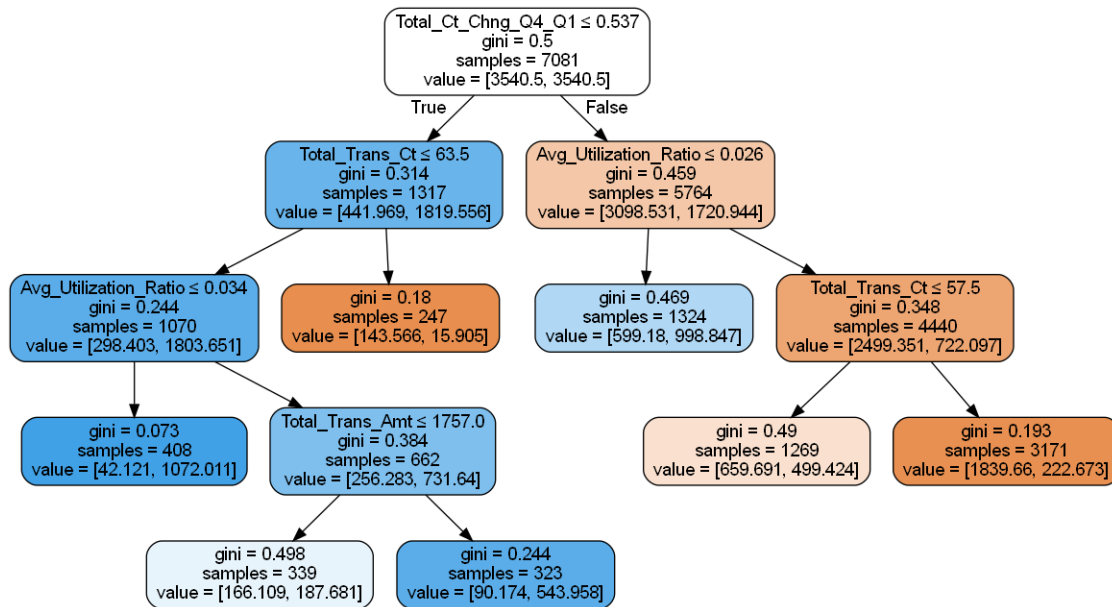 Total_Ct_Chng_Q4_Q1 ≤ 0.537
gini = 0.5
samples = 7081
value = [3540.5, 3540.5]
True
False
Total_Trans_Ct ≤ 63.5
gini = 0.314
samples = 1317
value = [441.969, 1819.556]
Avg_Utilization_Ratio ≤ 0.026
gini = 0.459
samples = 5764
value = [3098.531, 1720.944]
Avg_Utilization_Ratio ≤ 0.034
gini = 0.244
samples = 1070
value = [298.403, 1803.651]
gini = 0.18
samples = 247
value = [143.566, 15.905]
gini = 0.469
samples = 1324
value = [599.18, 998.847]
Total_Trans_Ct ≤ 57.5
gini = 0.348
samples = 4440
value = [2499.351, 722.097]
gini = 0.073
samples = 408
value = [42.121, 1072.011]
Total_Trans_Amt ≤ 1757.0
gini = 0.384
samples = 662
value = [256.283, 731.64]
gini = 0.49
samples = 1269
value = [659.691, 499.424]
gini = 0.193
samples = 3171
value = [1839.66, 222.673]
gini = 0.498
samples = 339
value = [166.109, 187.681]
gini = 0.244
samples = 323
value = [90.174, 543.958]